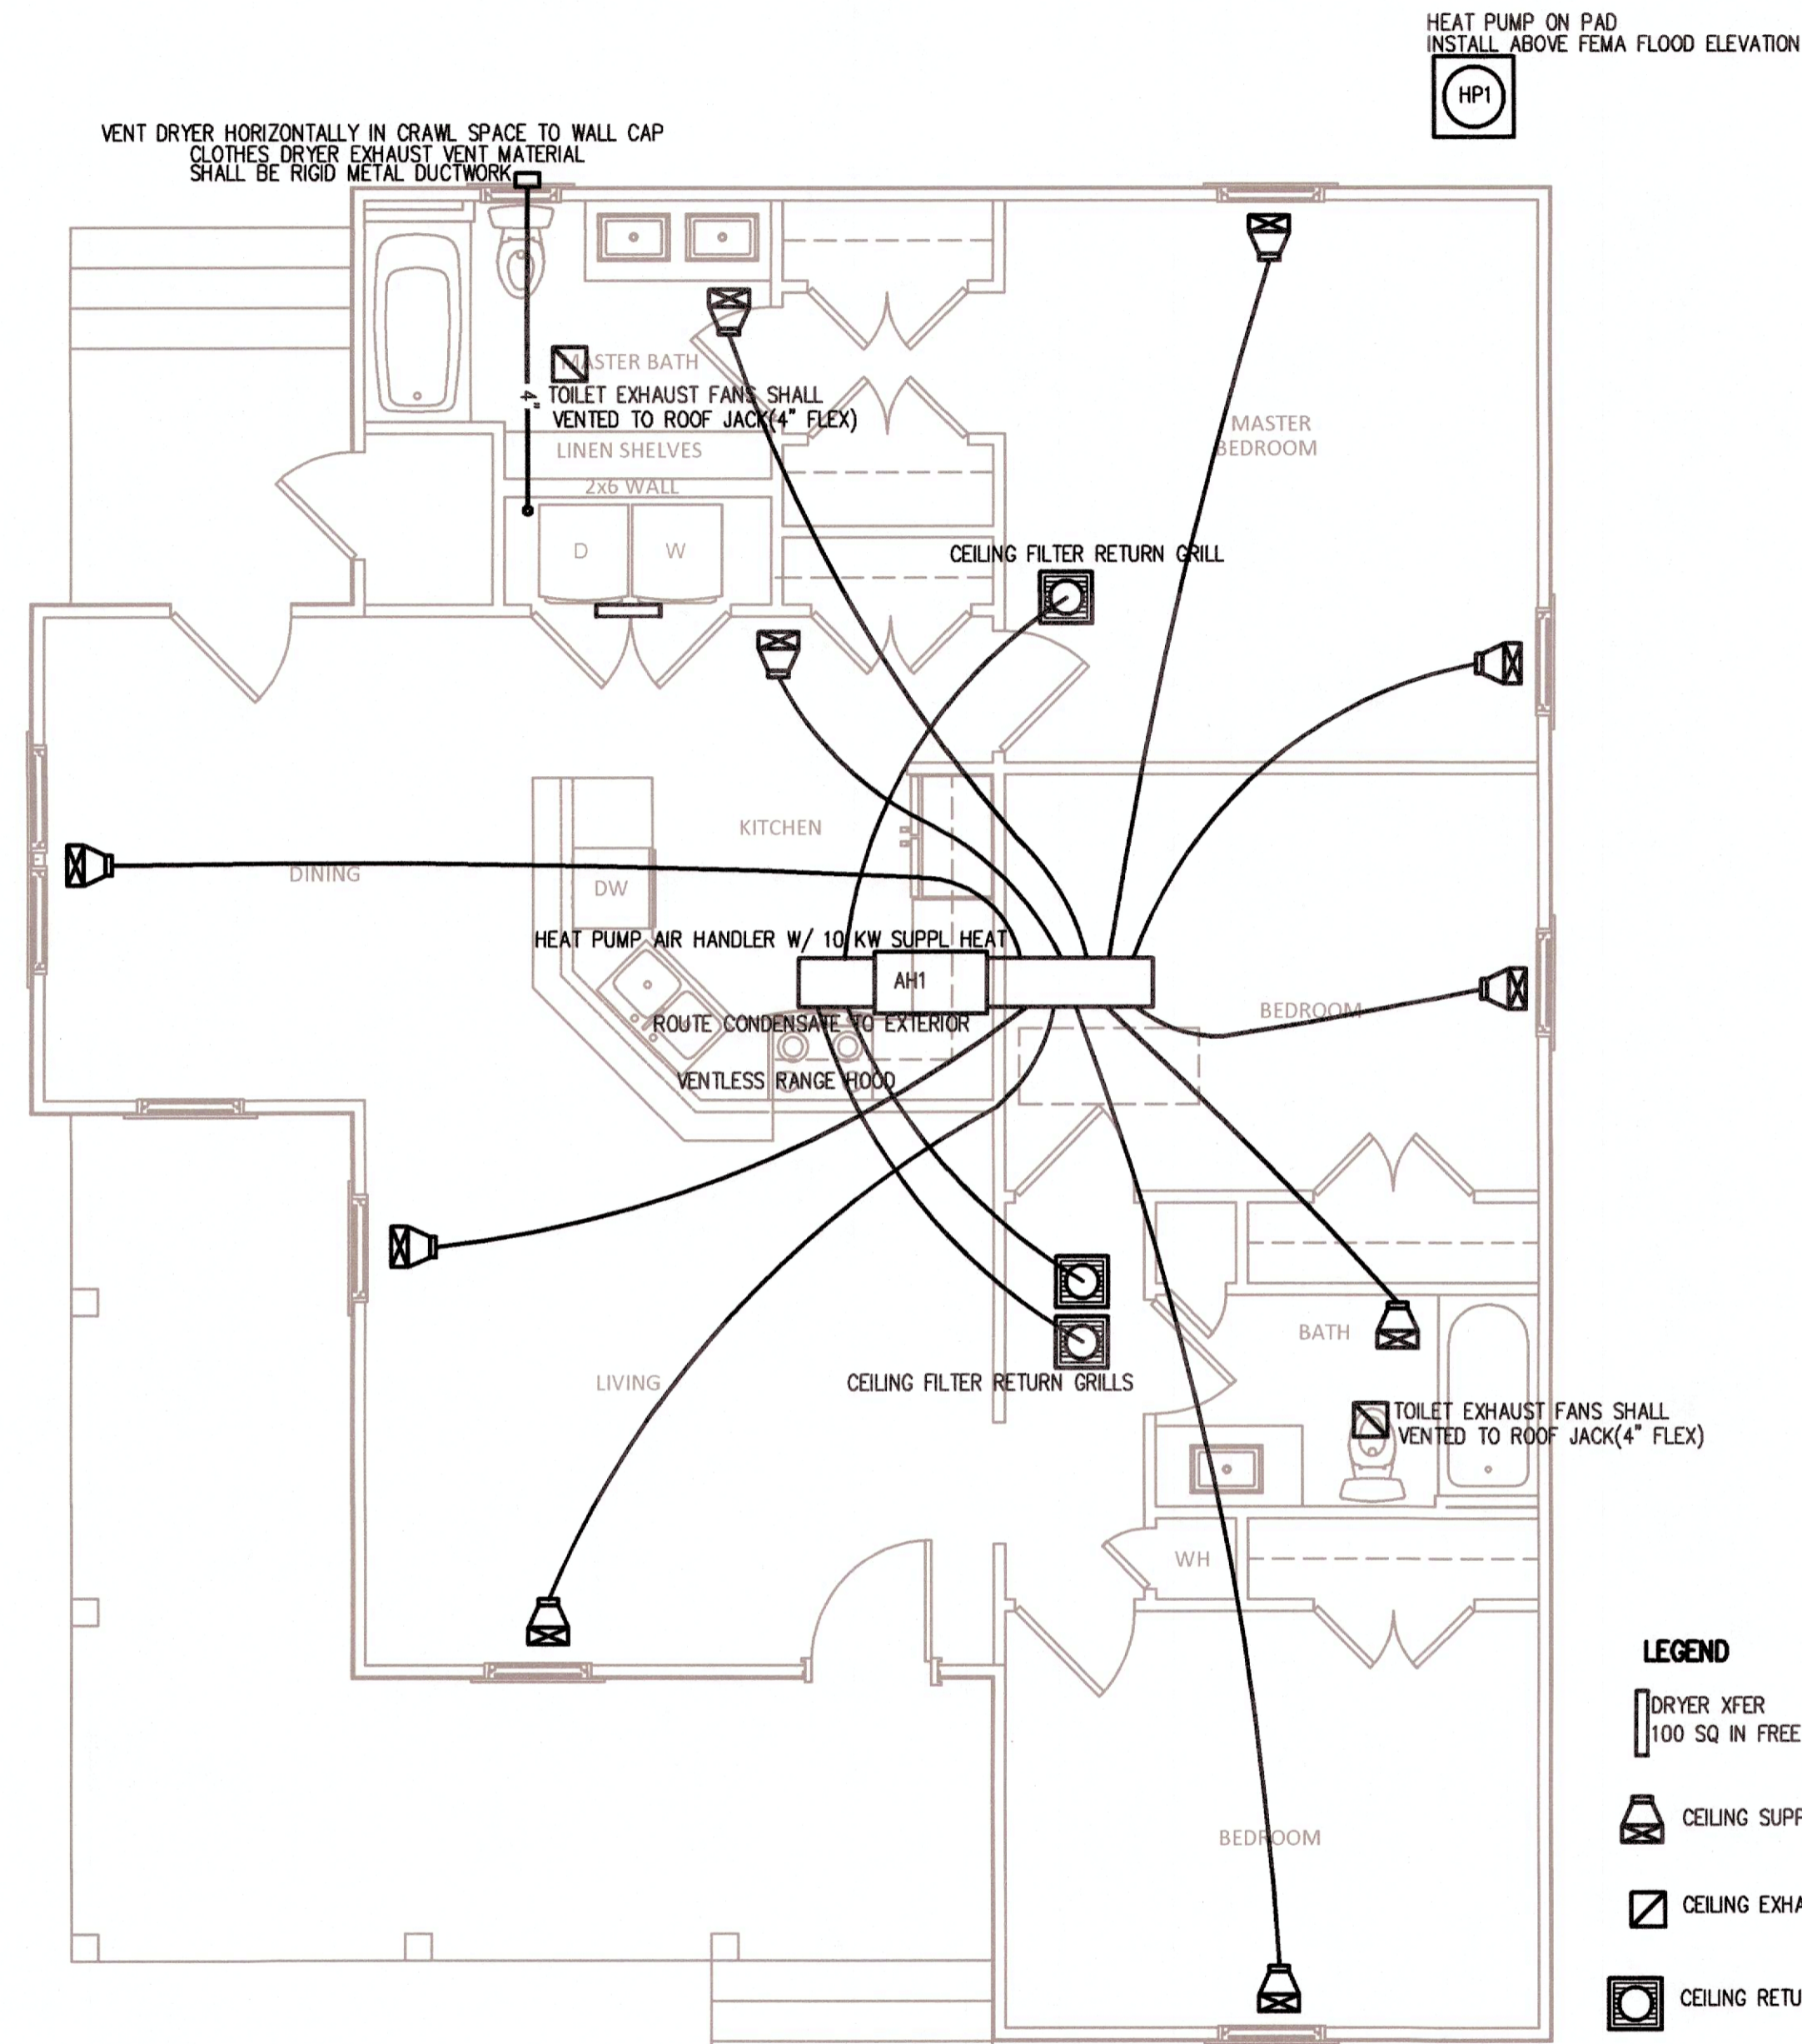 HEAT PUMP ON PAD
INSTALL ABOVE FEMA FLOOD ELEVATION
HP1
VENT DRYER HORIZONTALLY IN CRAWL SPACE TO WALL CAP
CLOTHES DRYER EXHAUST VENT MATERIAL
SHALL BE RIGID METAL DUCTWORK
MASTER BATH
4"
TOILET EXHAUST FANS SHALL
VENTED TO ROOF JACK(4" FLEX)
LINEN SHELVES
2x6 WALL
D
W
MASTER
BEDROOM
CEILING FILTER RETURN GRILL
KITCHEN
DINING
DW
HEAT PUMP AIR HANDLER W/ 10 KW SUPPL HEAT
AH1
ROUTE CONDENSATE TO EXTERIOR
BEDROOM
VENTLESS RANGE HOOD
BATH
LIVING
CEILING FILTER RETURN GRILLS
TOILET EXHAUST FANS SHALL
VENTED TO ROOF JACK(4" FLEX)
WH
BEDROOM
LEGEND
DRYER XFER
100 SQ IN FREE
CEILING SUPP
CEILING EXHA
CEILING RETU